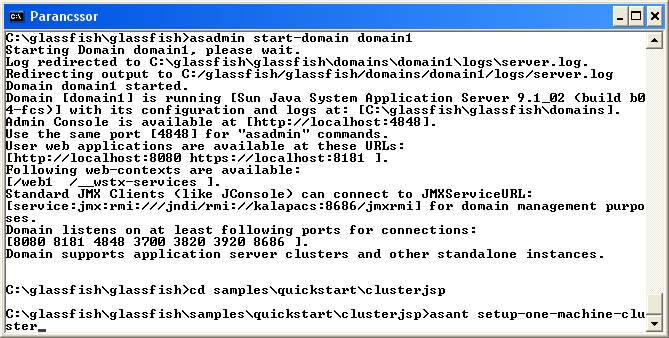 Parancssor
C:\glassfish\glassfish>asadmin start-domain domain1
Starting Domain domain1, please wait.
Log redirected to C:\glassfish\glassfish\domains\domain1\logs\server.log.
Redirecting output to C:/glassfish/glassfish/domains/domain1/logs/server.log
Domain domain1 started.
Domain [domain1] is running [Sun Java System Application Server 9.1_02 (build b0
4-fcs)] with its configuration and logs at: [C:\glassfish\glassfish\domains].
Admin Console is available at [http://localhost:4848].
Use the same port [4848] for "asadmin" commands.
User web applications are available at these URLs:
[http://localhost:8080 https://localhost:8181 ].
Following web-contexts are available:
[/web1  /__wstx-services ].
Standard JMX Clients (like JConsole) can connect to JMXServiceURL:
[service:jmx:rmi:///jndi/rmi://kalapacs:8686/jmxrmi] for domain management purpo
ses.
Domain listens on at least following ports for connections:
[8080 8181 4848 3700 3820 3920 8686 ].
Domain supports application server clusters and other standalone instances.
C:\glassfish\glassfish>cd samples\quickstart\clusterjsp
C:\glassfish\glassfish\samples\quickstart\clusterjsp>asant setup-one-machine-clu
ster